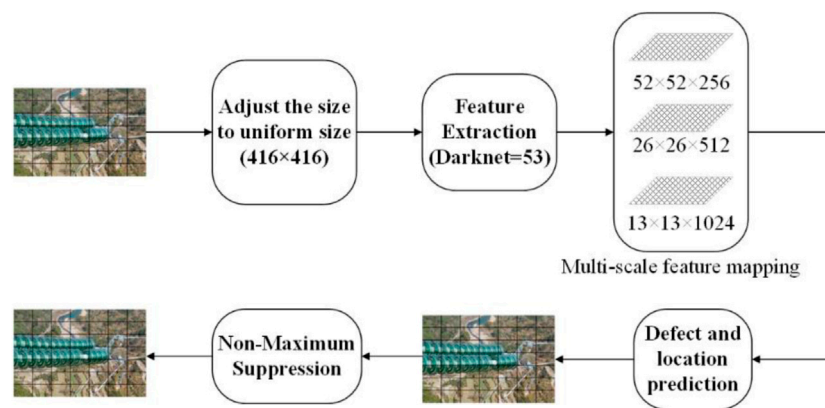 Adjust the size
to uniform size
(416×416)
Feature
Extraction
(Darknet=53)
52×52×256
26×26×512
13×13×1024
Multi-scale feature mapping
Defect and
location
prediction
Non-Maximum
Suppression